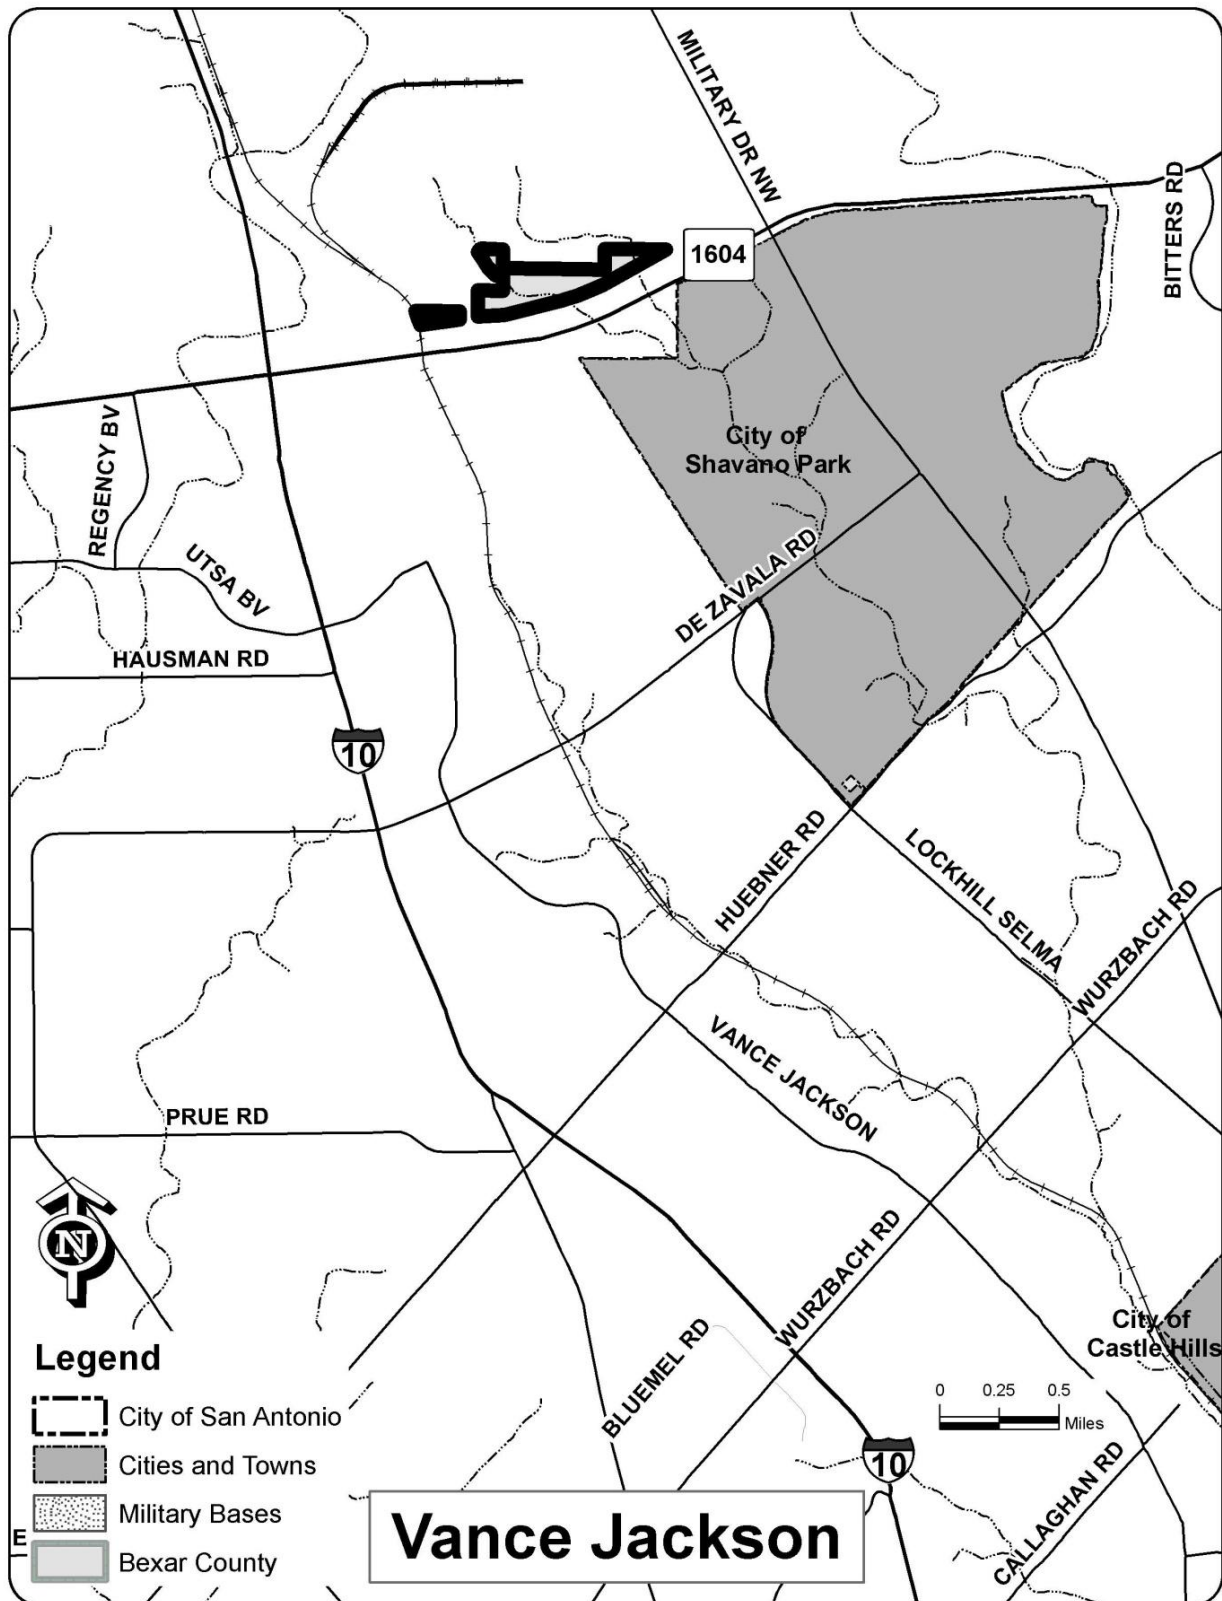 MILITARY DR NW
BITTERS RD
1604
City of
Shavano Park
REGENCY BV
UTSA BV
DE ZAVALA RD
HAUSMAN RD
10
HUEBNER RD
LOCKHILL SELMA
WURZBACH RD
VANCE JACKSON
PRUE RD
N
WURZBACH RD
City of
Castle Hills
BLUEMEL RD
0 0.25 0.5
Miles
10
CALLAGHAN RD
Legend
City of San Antonio
Cities and Towns
Military Bases
E
Bexar County
Vance Jackson